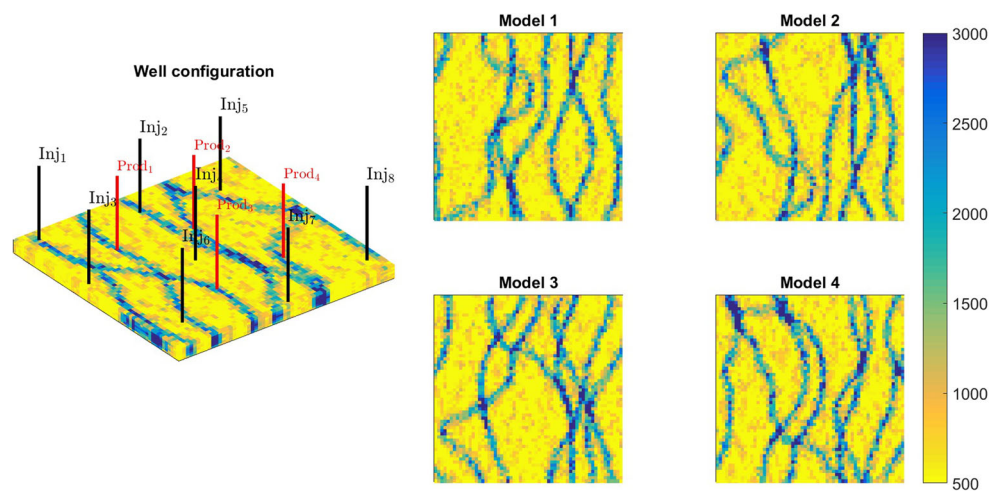 Model 1
Model 2
Well configuration
Inj₅
Inj₂
Prod₂
Inj₁
Prod₁
Inj₄
Prod₄
Inj₈
Inj₃
Prod₃
Inj₇
Inj₆
Model 3
Model 4
3000
2500
2000
1500
1000
500